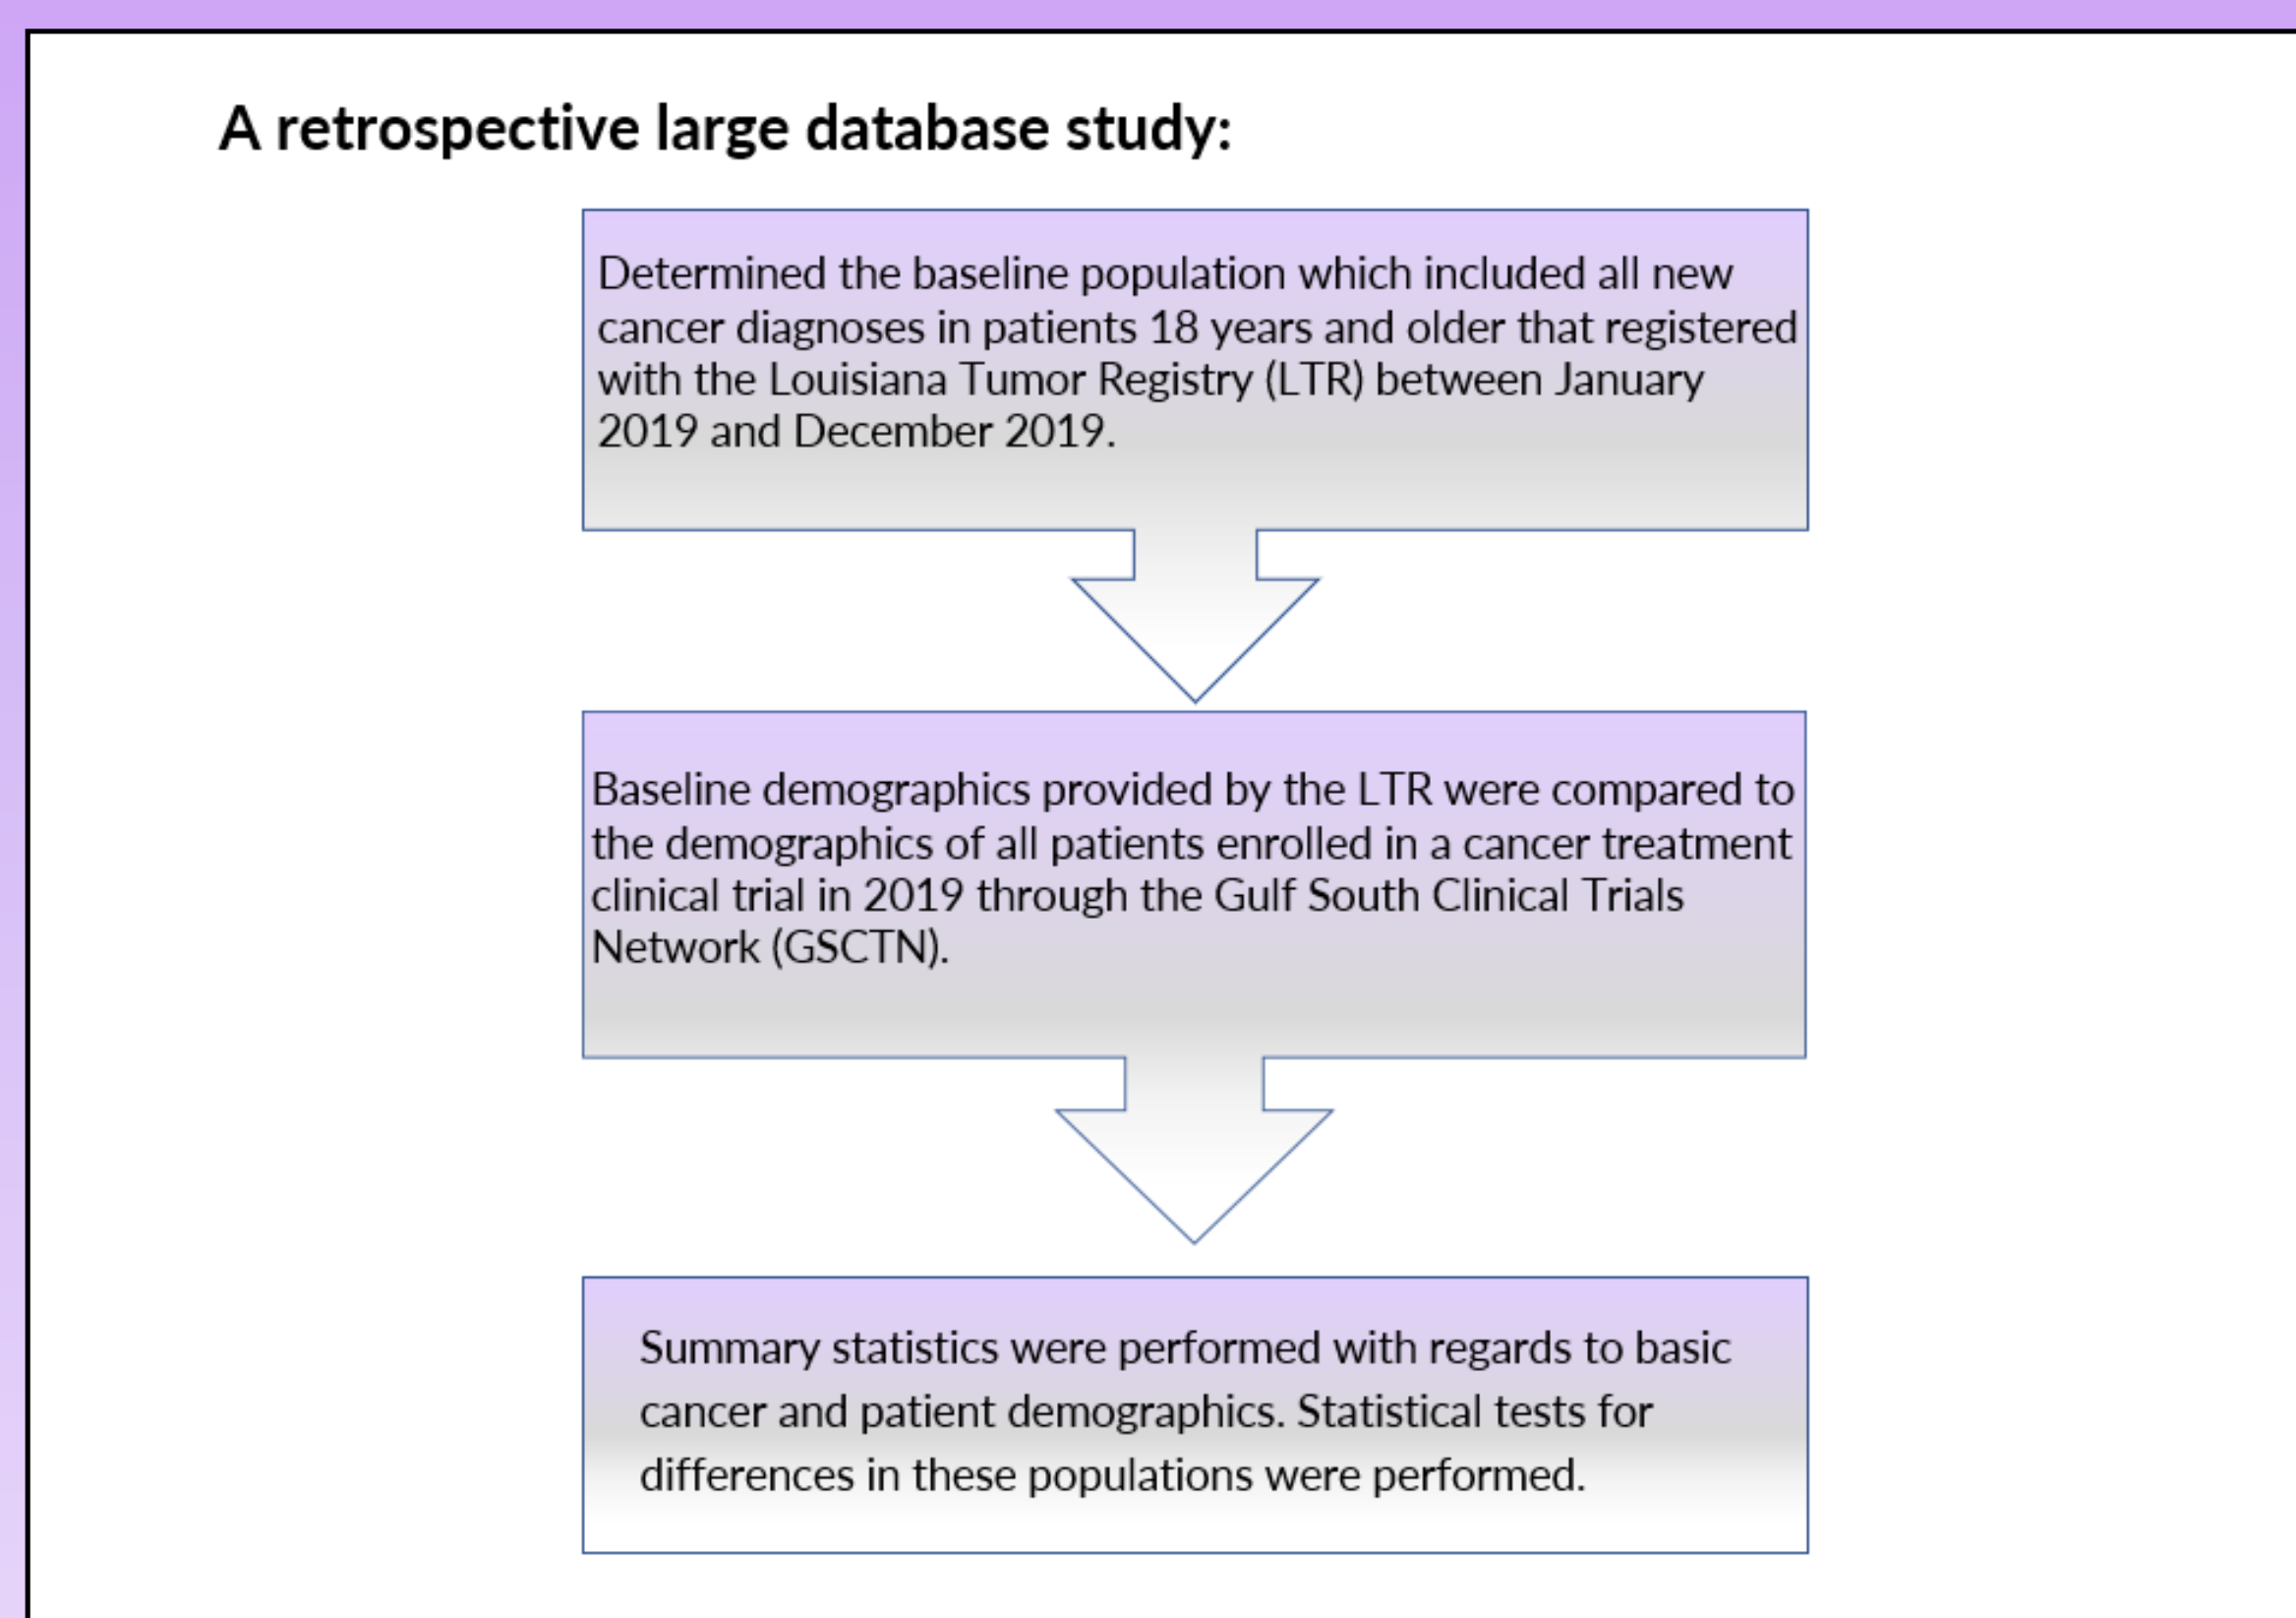 A retrospective large database study:
Determined the baseline population which included all new
cancer diagnoses in patients 18 years and older that registered
with the Louisiana Tumor Registry (LTR) between January
2019 and December 2019.
Baseline demographics provided by the LTR were compared to
the demographics of all patients enrolled in a cancer treatment
clinical trial in 2019 through the Gulf South Clinical Trials
Network (GSCTN).
Summary statistics were performed with regards to basic
cancer and patient demographics. Statistical tests for
differences in these populations were performed.